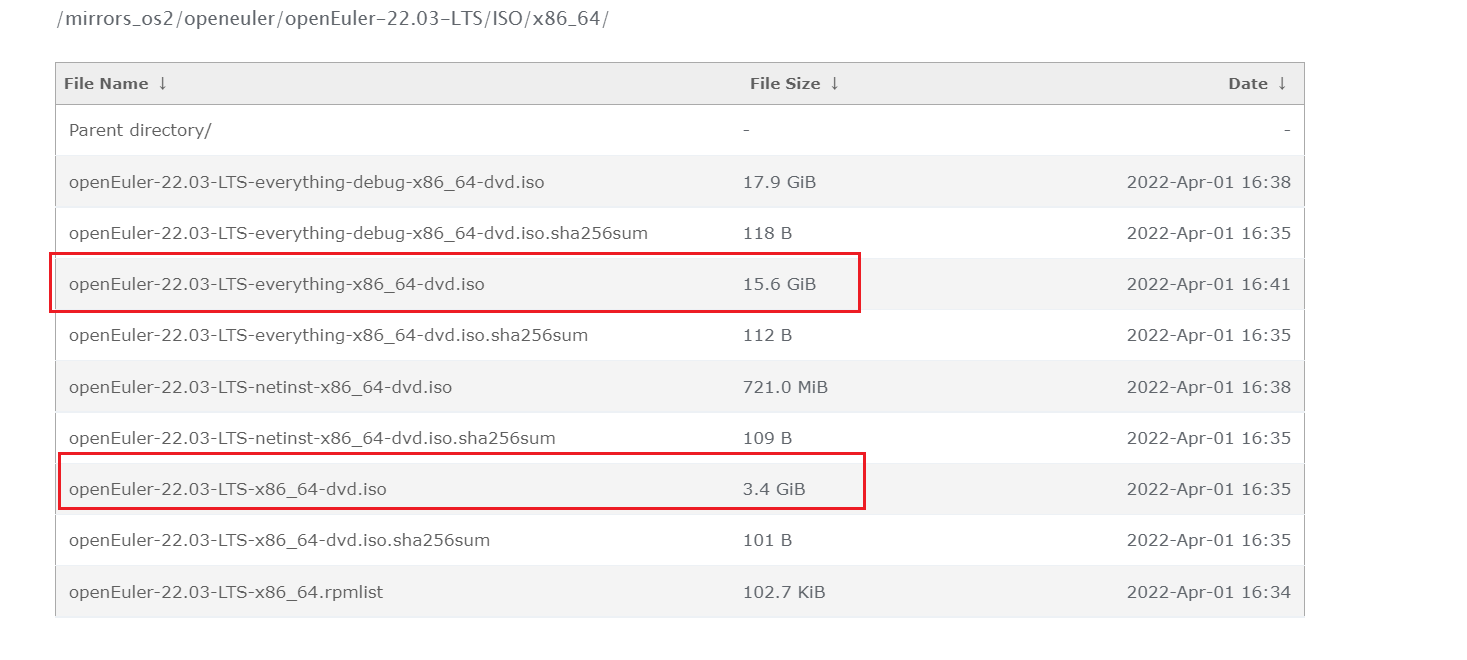 /mirrors_os2/openeuler/openEuler-22.03-LTS/ISO/x86_64/
File Name ↓ File Size ↓ Date ↓
Parent directory/ - -
openEuler-22.03-LTS-everything-debug-x86_64-dvd.iso 17.9 GiB 2022-Apr-01 16:38
openEuler-22.03-LTS-everything-debug-x86_64-dvd.iso.sha256sum 118 B 2022-Apr-01 16:35
openEuler-22.03-LTS-everything-x86_64-dvd.iso 15.6 GiB 2022-Apr-01 16:41
openEuler-22.03-LTS-everything-x86_64-dvd.iso.sha256sum 112 B 2022-Apr-01 16:35
openEuler-22.03-LTS-netinst-x86_64-dvd.iso 721.0 MiB 2022-Apr-01 16:38
openEuler-22.03-LTS-netinst-x86_64-dvd.iso.sha256sum 109 B 2022-Apr-01 16:35
openEuler-22.03-LTS-x86_64-dvd.iso 3.4 GiB 2022-Apr-01 16:35
openEuler-22.03-LTS-x86_64-dvd.iso.sha256sum 101 B 2022-Apr-01 16:35
openEuler-22.03-LTS-x86_64.rpmlist 102.7 KiB 2022-Apr-01 16:34